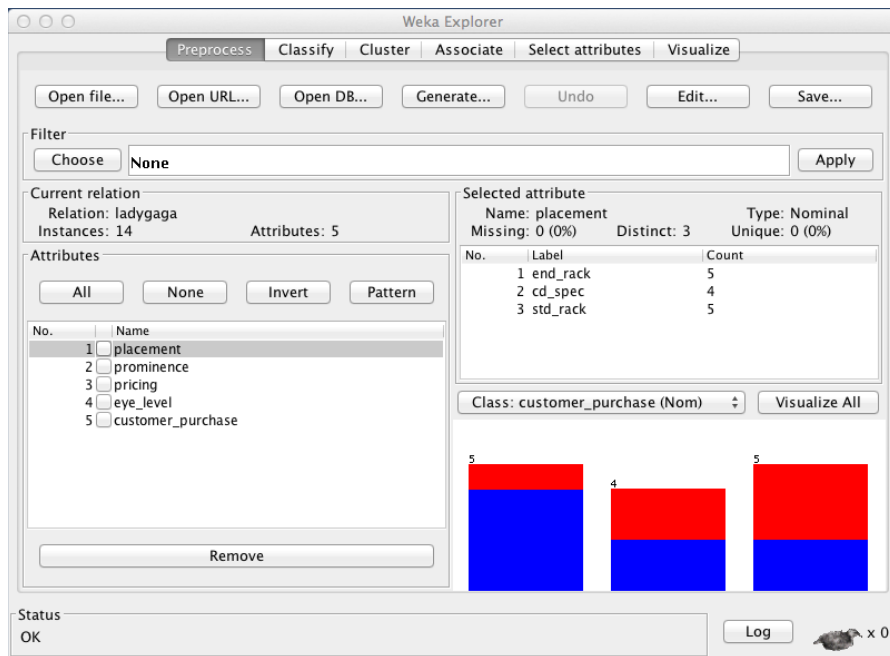 Weka Explorer
Preprocess Classify Cluster Associate Select attributes Visualize
Open file... Open URL... Open DB... Generate... Undo Edit... Save...
Filter
Choose None Apply
Current relation
Relation: ladygaga
Instances: 14 Attributes: 5
Attributes
All None Invert Pattern
No. Name
1 placement
2 prominence
3 pricing
4 eye_level
5 customer_purchase
Remove
Selected attribute
Name: placement Type: Nominal
Missing: 0 (0%) Distinct: 3 Unique: 0 (0%)
No. Label Count
1 end_rack 5
2 cd_spec 4
3 std_rack 5
Class: customer_purchase (Nom) Visualize All
5 4 5
Status
OK
Log x 0